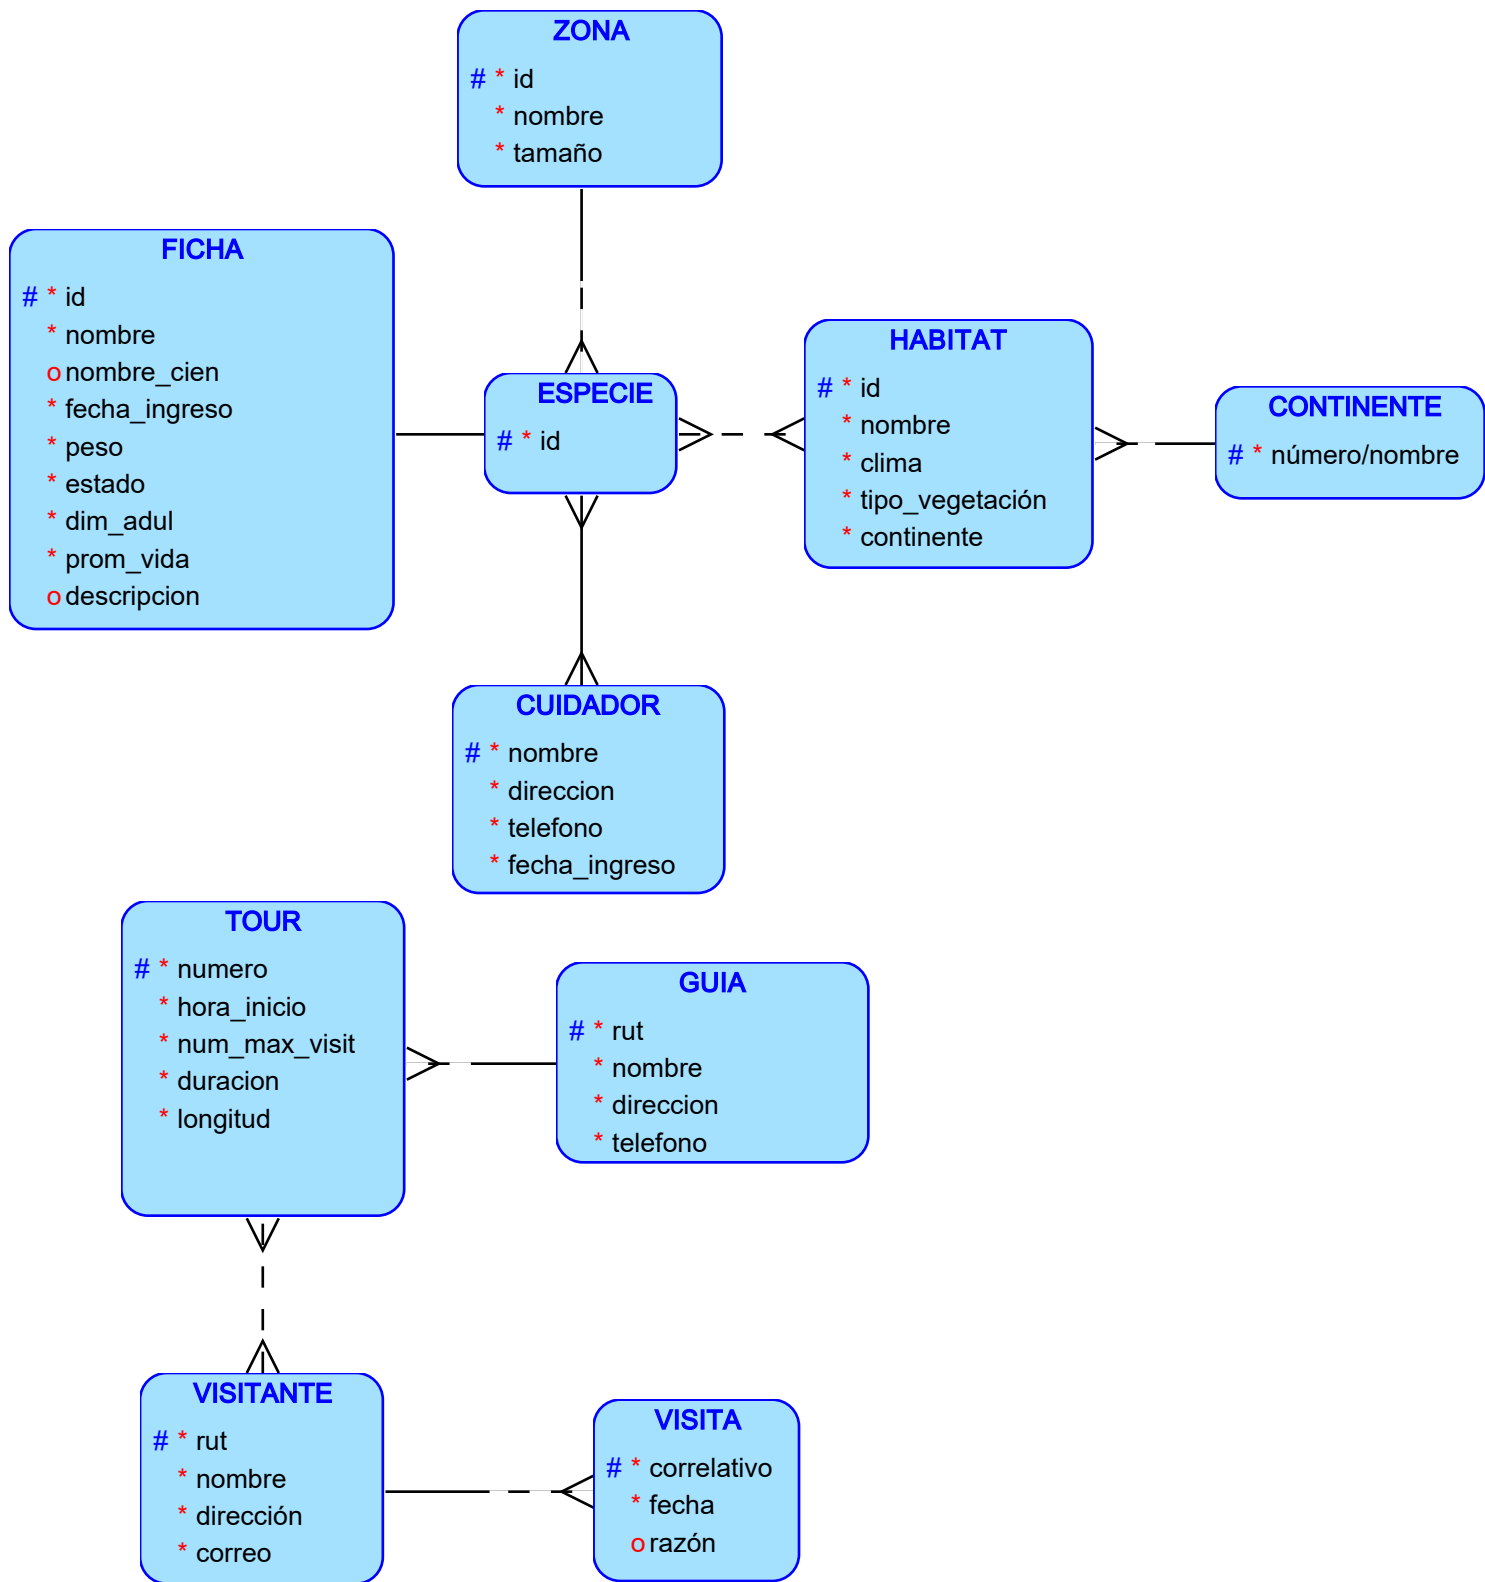 ZONA
# * id
* nombre
* tamaño
FICHA
# * id
* nombre
o nombre_cien
* fecha_ingreso
* peso
* estado
* dim_adul
* prom_vida
o descripcion
ESPECIE
# * id
HABITAT
# * id
* nombre
* clima
* tipo_vegetación
* continente
CONTINENTE
# * número/nombre
CUIDADOR
# * nombre
* direccion
* telefono
* fecha_ingreso
TOUR
# * numero
* hora_inicio
* num_max_visit
* duracion
* longitud
GUIA
# * rut
* nombre
* direccion
* telefono
VISITANTE
# * rut
* nombre
* dirección
* correo
VISITA
# * correlativo
* fecha
o razón